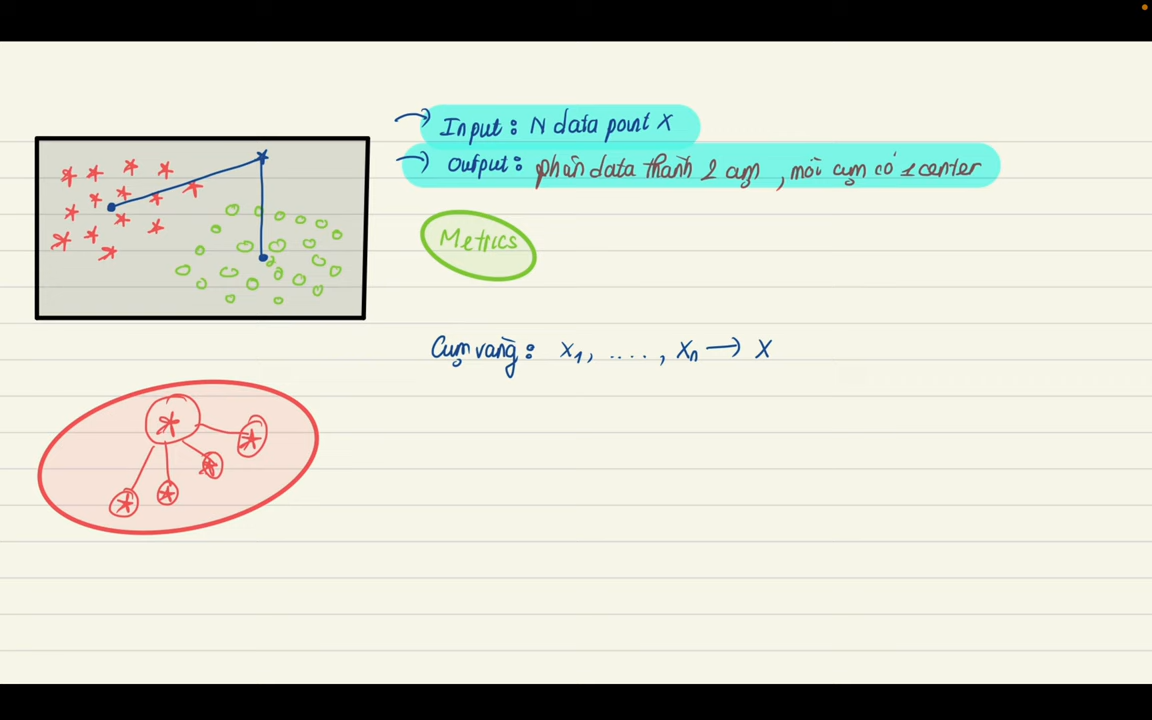 Input: N data point X
Output: phân data thành 2 cụm, mỗi cụm có 1 center
Metrics
Cụm vàng: x₁, ...., xₙ → X